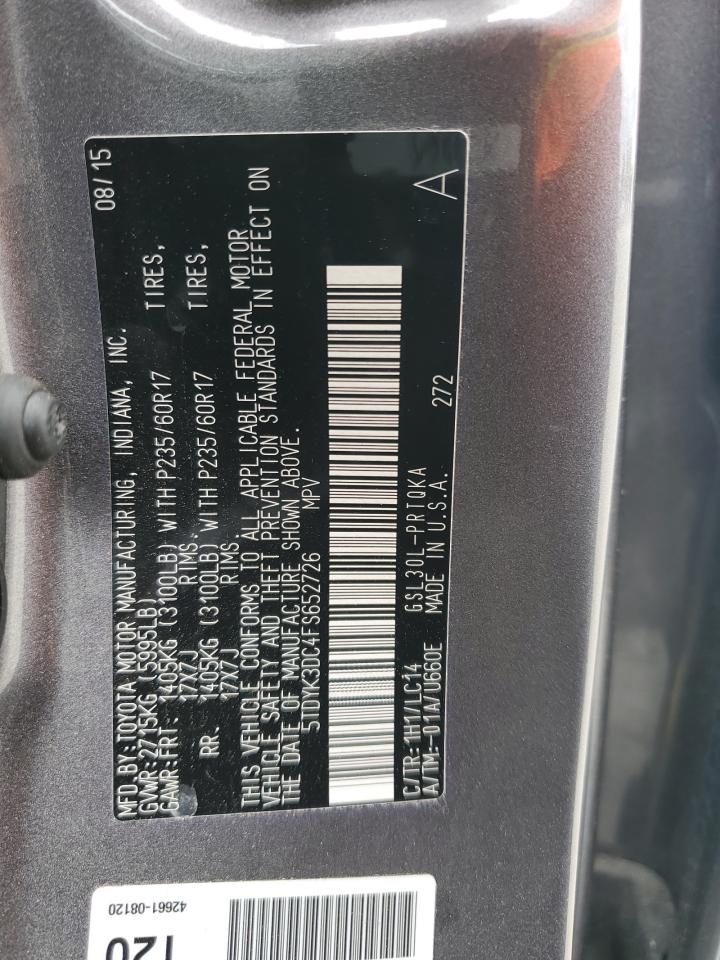 MFD.BY:TOYOTA MOTOR MANUFACTURING, INDIANA, INC. 08/15
GVWR:2715KG (5995LB)
GAWR:FRT: 1405KG (3100LB) WITH P235/60R17 TIRES,
17X7J RIMS.
RR. 1405KG (3100LB) WITH P235/60R17 TIRES,
17X7J RIMS.
THIS VEHICLE CONFORMS TO ALL APPLICABLE FEDERAL MOTOR
VEHICLE SAFETY AND THEFT PREVENTION STANDARDS IN EFFECT ON
THE DATE OF MANUFACTURE SHOWN ABOVE.
5TDYK3DC4FS652726 MPV
C/TR:1H1/LC14 GSL30L-PRTQKA
A/TM:-01A/U660E MADE IN U.S.A. 272 A
42661-08120
120